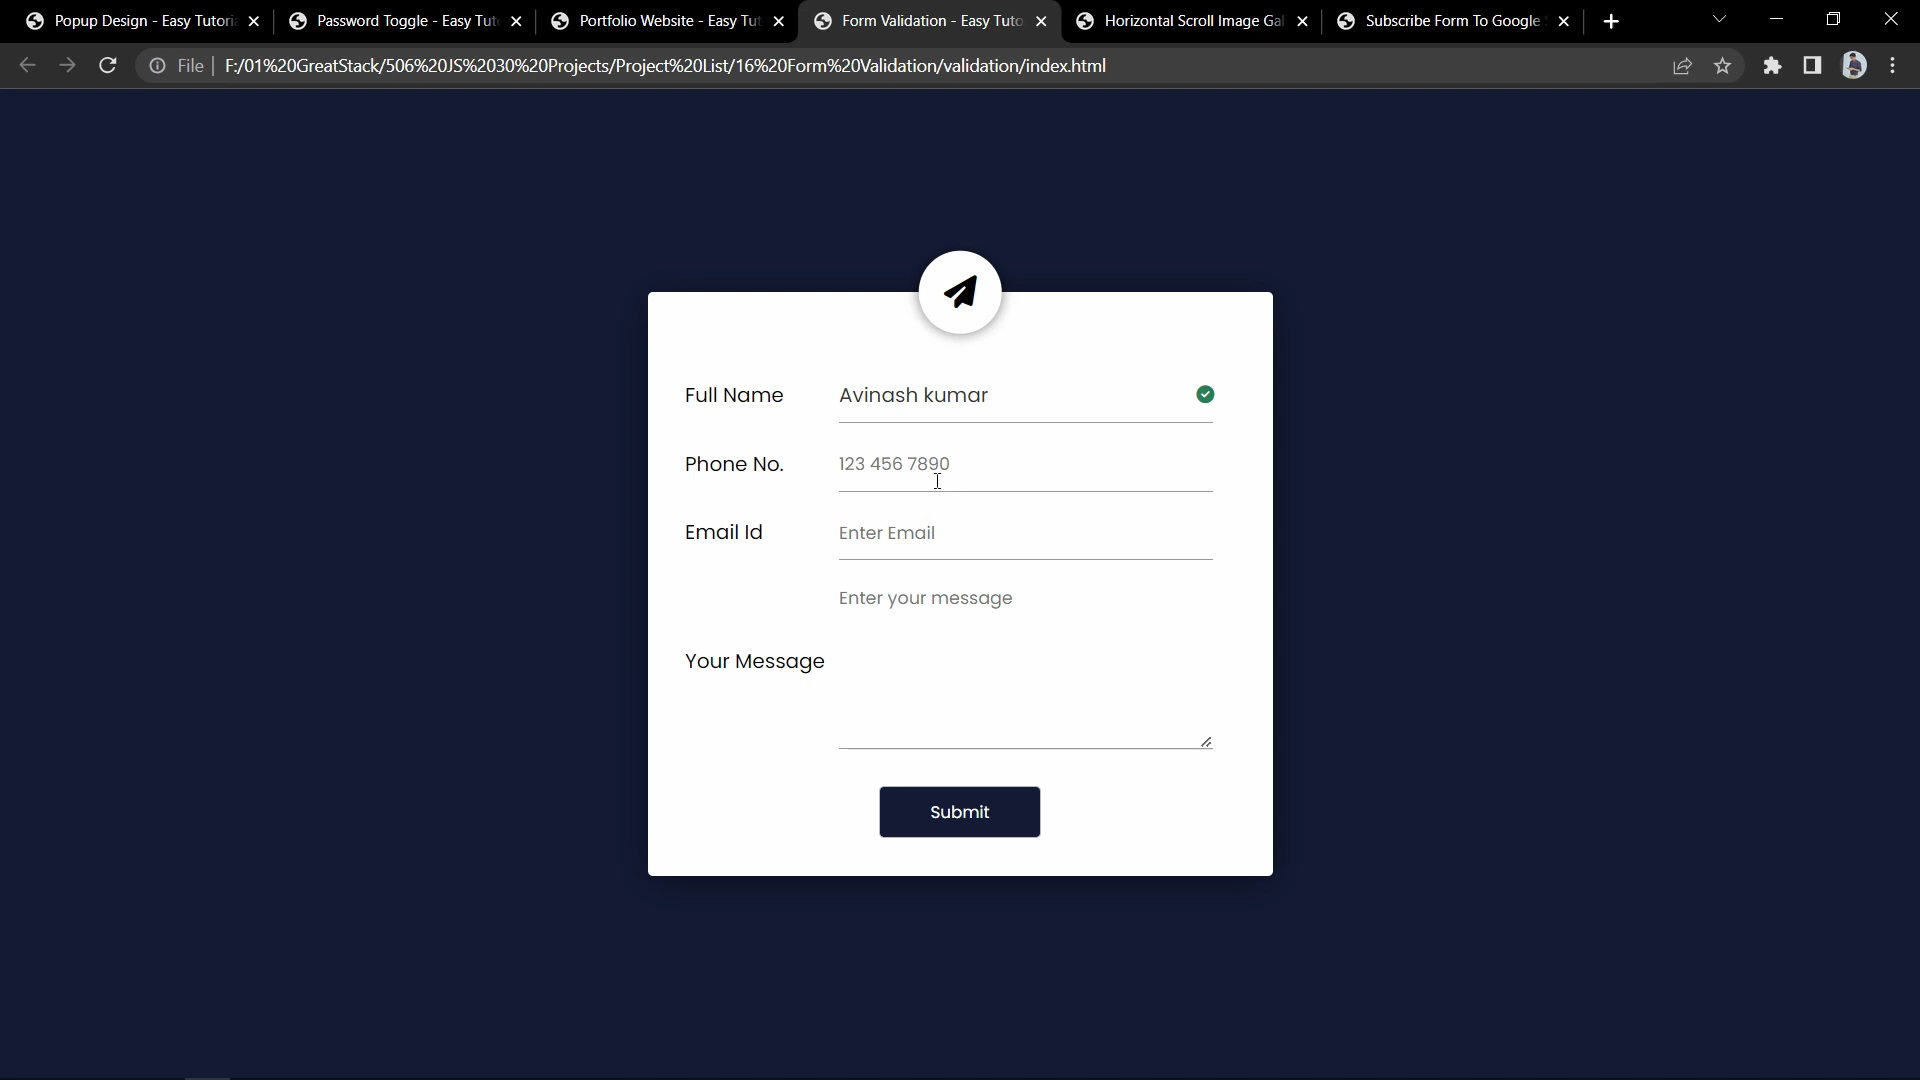 Popup Design - Easy Tutoria
Password Toggle - Easy Tut
Portfolio Website - Easy Tut
Form Validation - Easy Tuto
Horizontal Scroll Image Gal
Subscribe Form To Google S
File
F:/01%20GreatStack/506%20JS%2030%20Projects/Project%20List/16%20Form%20Validation/validation/index.html
Full Name
Avinash kumar
Phone No.
123 456 7890
Email Id
Enter Email
Enter your message
Your Message
Submit